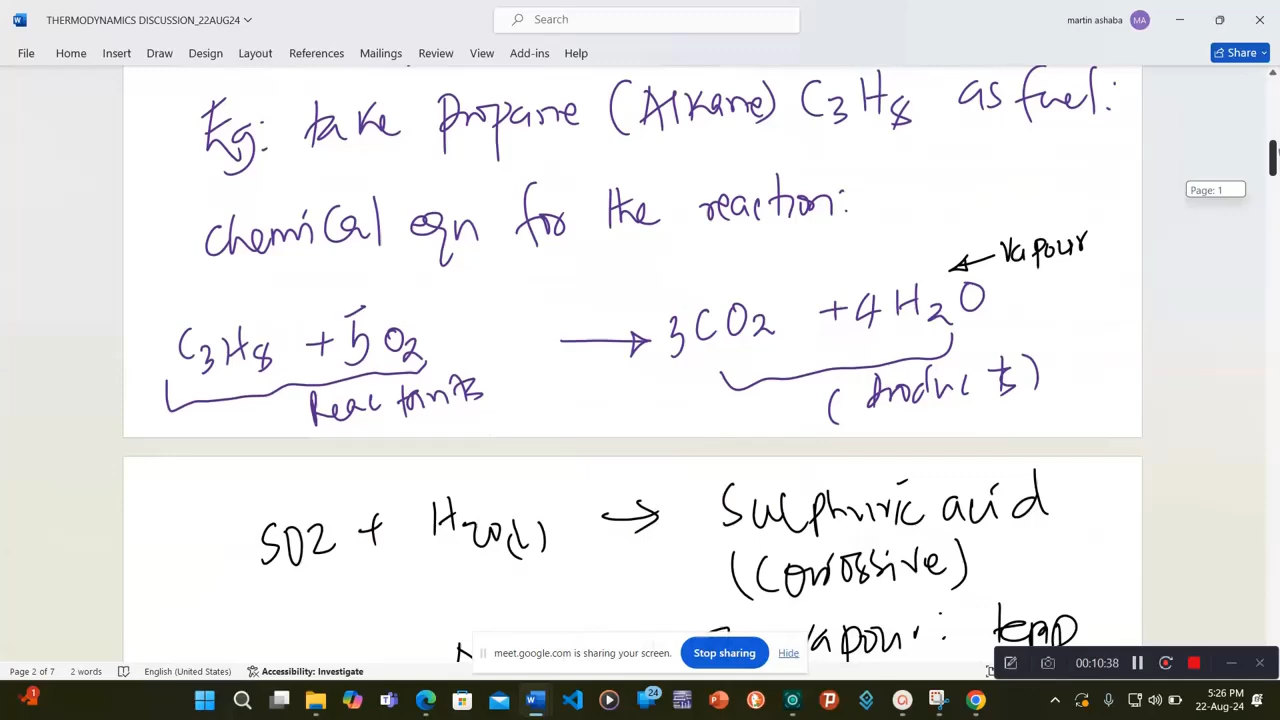 THERMODYNAMICS DISCUSSION_22AUG24
Search
martin ashaba MA
File Home Insert Draw Design Layout References Mailings Review View Add-ins Help
Share
Eg: take propane (Alkane) C3H8 as fuel:
Page: 1
chemical eqn for the reaction:
Vapour
C3H8 + 5O2 → 3CO2 + 4H2O
Reactants
(Products)
SO2 + H2O(l) → Sulphuric acid
(Corrossive)
vapour: temp
meet.google.com is sharing your screen. Stop sharing Hide
00:10:38
Page 2 of 7 2 words English (United States) Accessibility: Investigate
1
24
5:26 PM
22-Aug-24